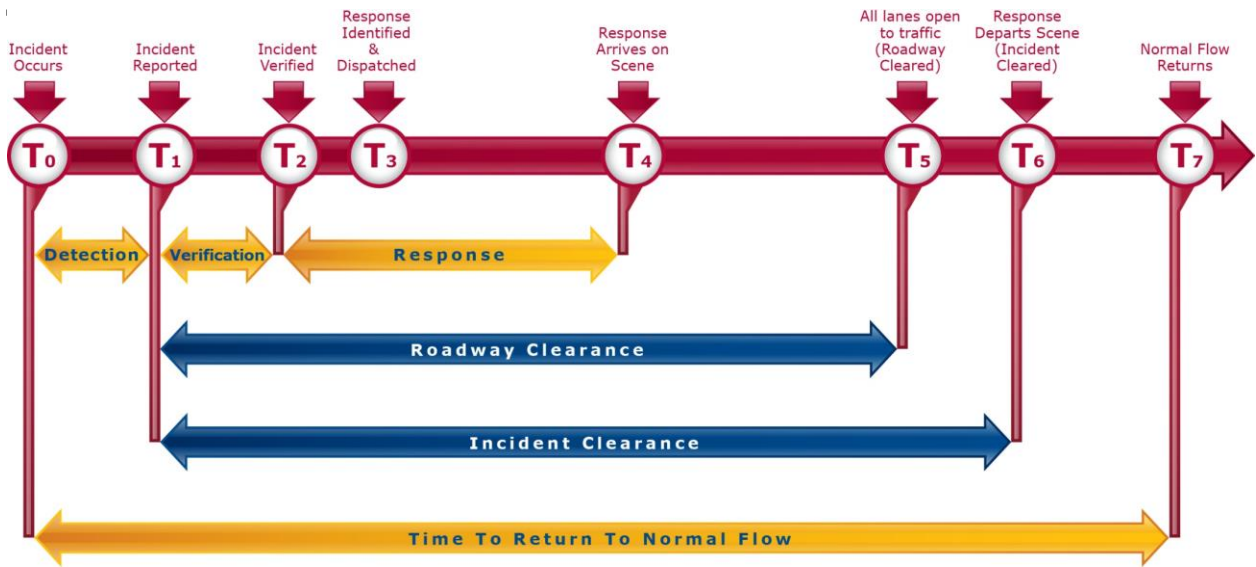 Incident
Occurs
Incident
Reported
Incident
Verified
Response
Identified
&
Dispatched
Response
Arrives on
Scene
All lanes open
to traffic
(Roadway
Cleared)
Response
Departs Scene
(Incident
Cleared)
Normal Flow
Returns
T0
T1
T2
T3
T4
T5
T6
T7
Detection
Verification
Response
Roadway Clearance
Incident Clearance
Time To Return To Normal Flow